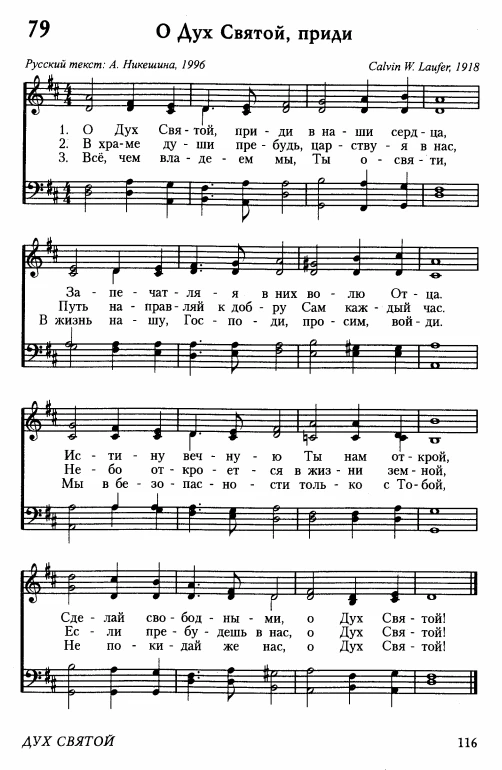 79
О Дух Святой, приди
Русский текст: А. Никешина, 1996 Calvin W. Laufer, 1918
1. О Дух Свя - той, при - ди в на - ши серд - ца,
2. В хра - ме ду - ши пре - будь, цар - ству - я в нас,
3. Всё, чем вла - де - ем мы, Ты о - свя - ти,
За - пе - чат - ля - я в них во - лю От - ца.
Путь на - прав - ляй к доб - ру Сам каж - дый час.
В жизнь на - шу, Гос - по - ди, про - сим, вой - ди.
Ис - ти - ну веч - ну - ю Ты нам от - крой,
Не - бо от - кро - ет - ся в жиз - ни зем - ной,
Мы в бе - зо - пас - но - сти толь - ко с То - бой,
Сде - лай сво - бод - ны - ми, о Дух Свя - той!
Ес - ли пре - бу - дешь в нас, о Дух Свя - той!
Не по - ки - дай же нас, о Дух Свя - той!
ДУХ СВЯТОЙ 116